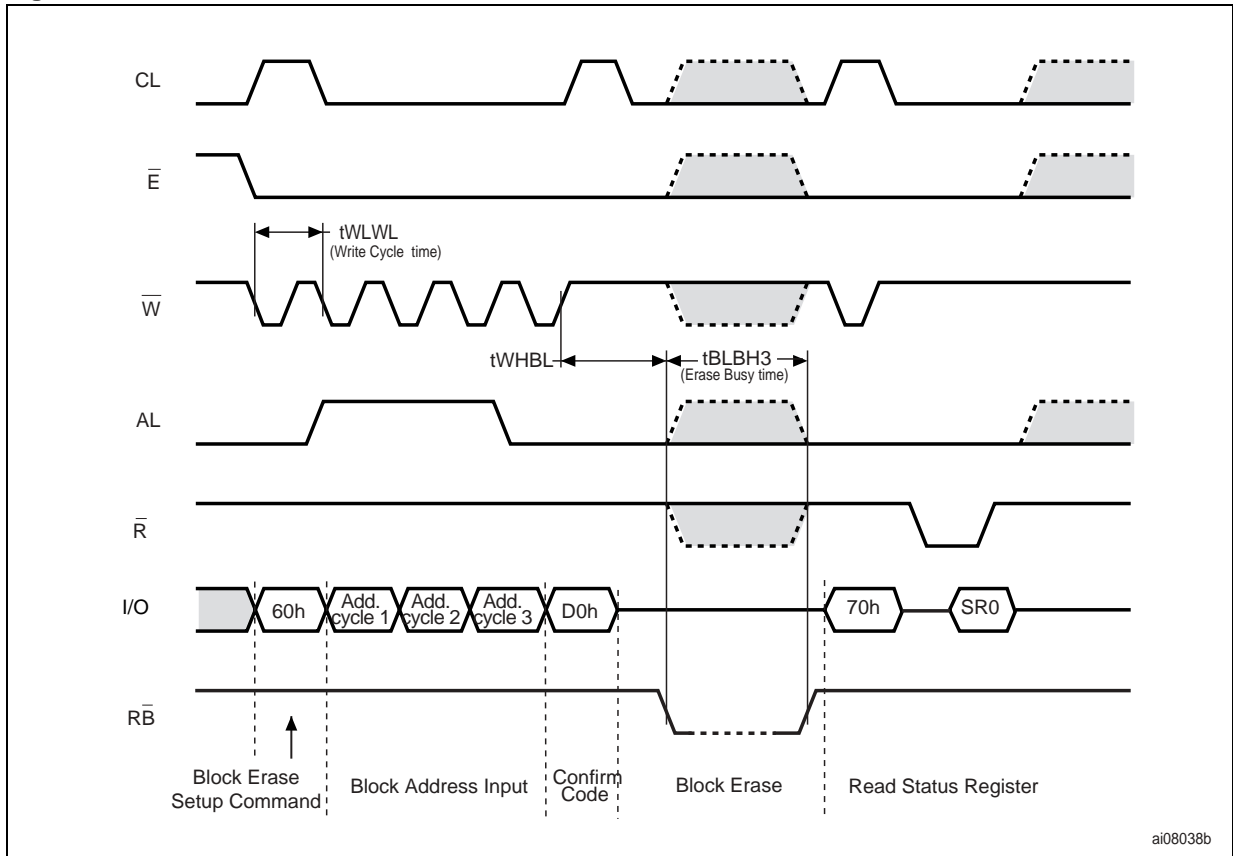 CL
E
tWLWL
(Write Cycle time)
W
tWHBL
tBLBH3
(Erase Busy time)
AL
R
I/O
60h
Add.
cycle 1
Add.
cycle 2
Add.
cycle 3
D0h
70h
SR0
RB
Block Erase
Setup Command
Block Address Input
Confirm
Code
Block Erase
Read Status Register
ai08038b